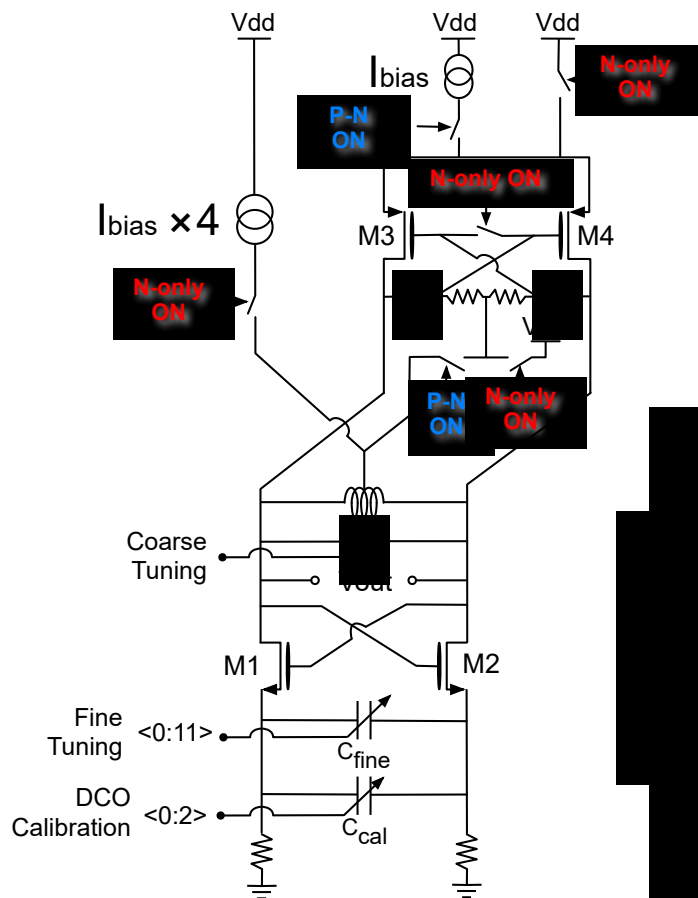 Vdd
Vdd
Vdd
Ibias
N-only
ON
P-N
ON
N-only ON
Ibias ×4
M3
M4
N-only
ON
P-N
ON
N-only
ON
Coarse
Tuning
Vout
M1
M2
Fine
Tuning
<0:11>
Cfine
DCO
Calibration
<0:2>
Ccal